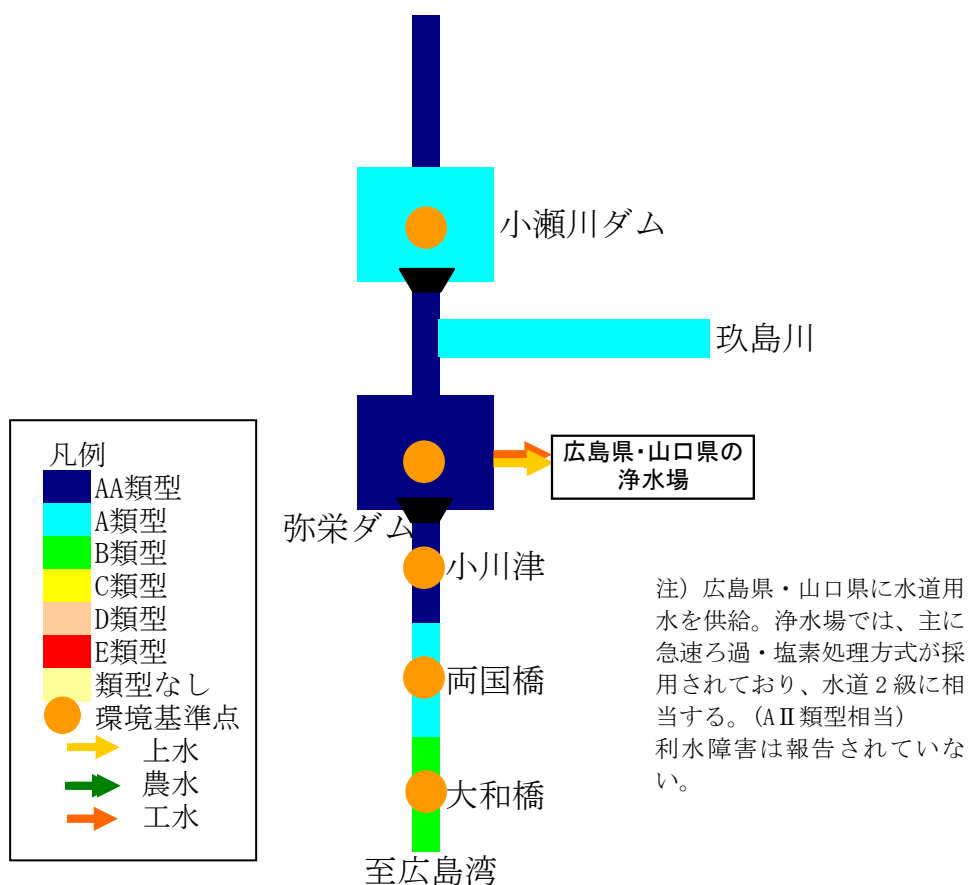 小瀬川ダム
玖島川
広島県・山口県の
浄水場
弥栄ダム
小川津
両国橋
大和橋
至広島湾
凡例
AA類型
A類型
B類型
C類型
D類型
E類型
類型なし
環境基準点
上水
農水
工水
注）広島県・山口県に水道用
水を供給。浄水場では、主に
急速ろ過・塩素処理方式が採
用されており、水道２級に相
当する。(AⅡ類型相当)
利水障害は報告されていな
い。